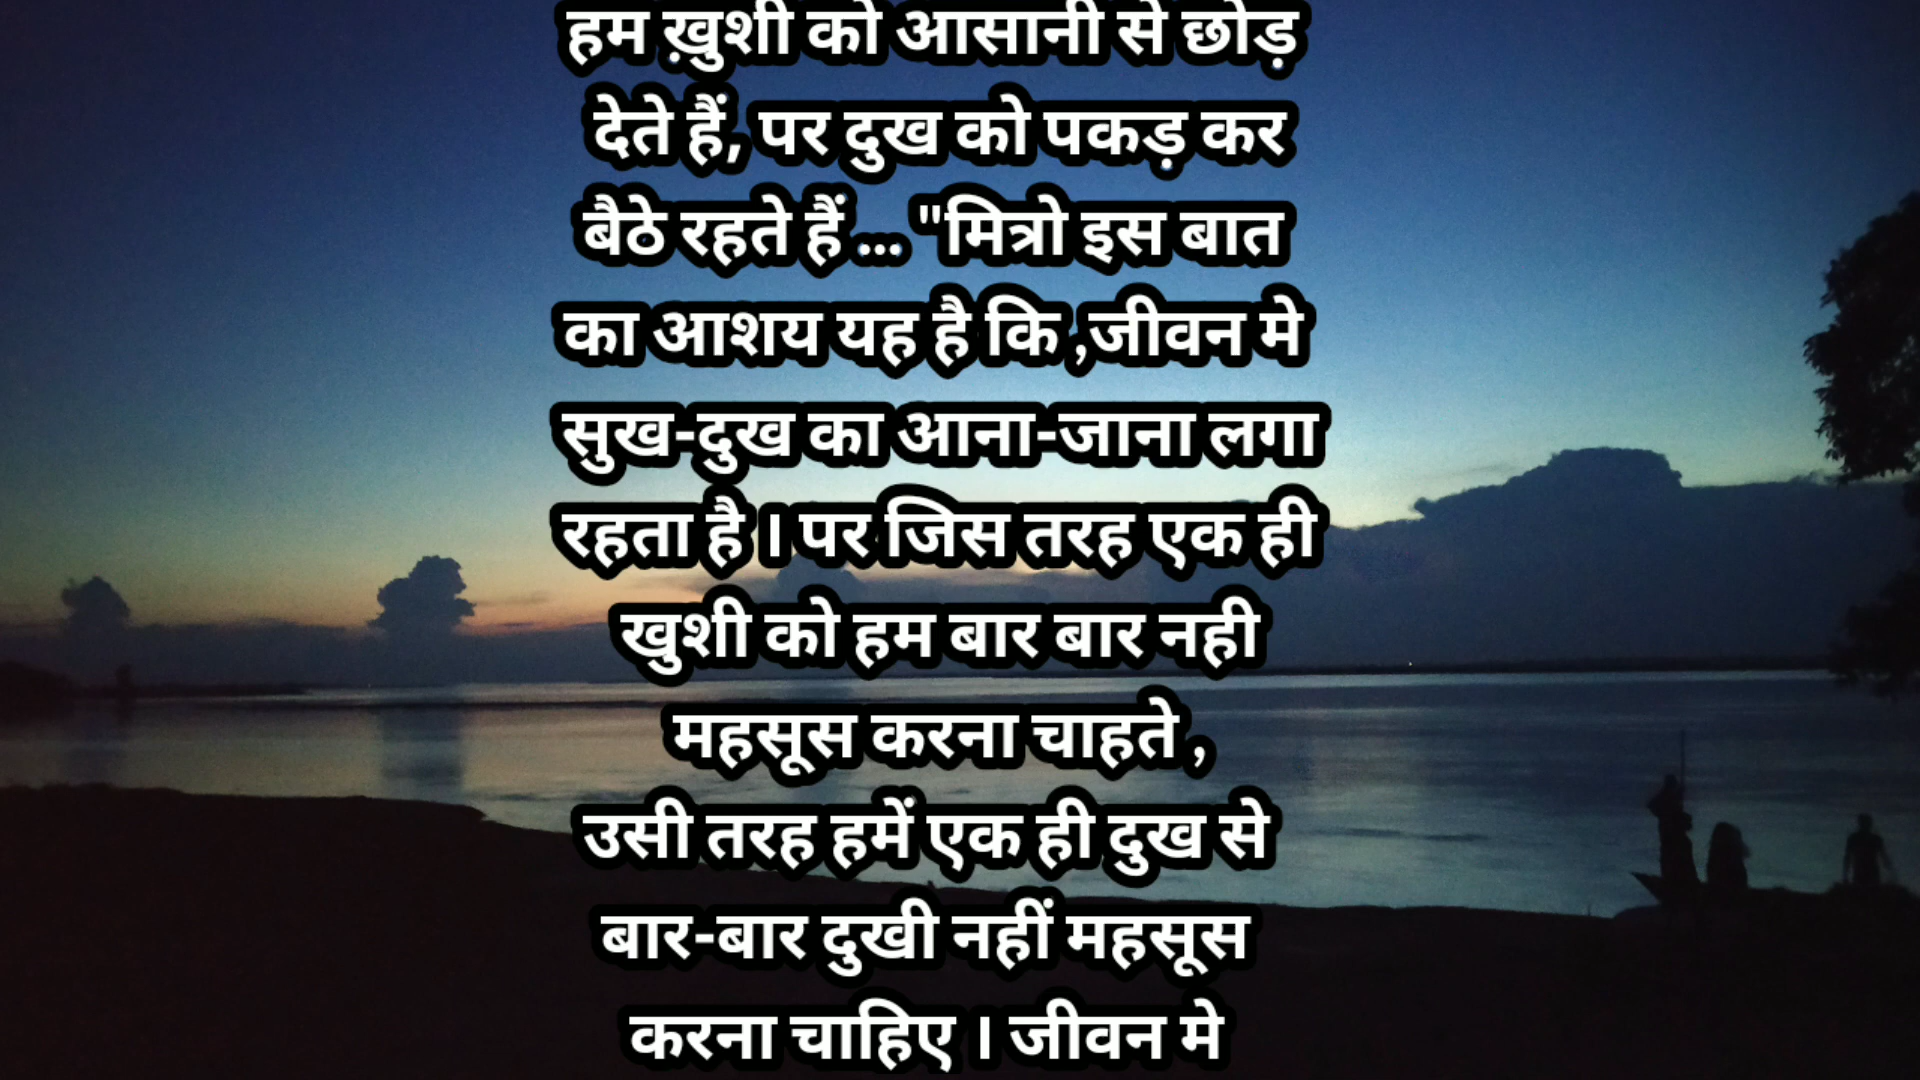 हम ख़ुशी को आसानी से छोड़
देते हैं, पर दुख को पकड़ कर
बैठे रहते हैं ... "मित्रो इस बात
का आशय यह है कि ,जीवन मे
सुख-दुख का आना-जाना लगा
रहता है । पर जिस तरह एक ही
खुशी को हम बार बार नही
महसूस करना चाहते ,
उसी तरह हमें एक ही दुख से
बार-बार दुखी नहीं महसूस
करना चाहिए । जीवन मे